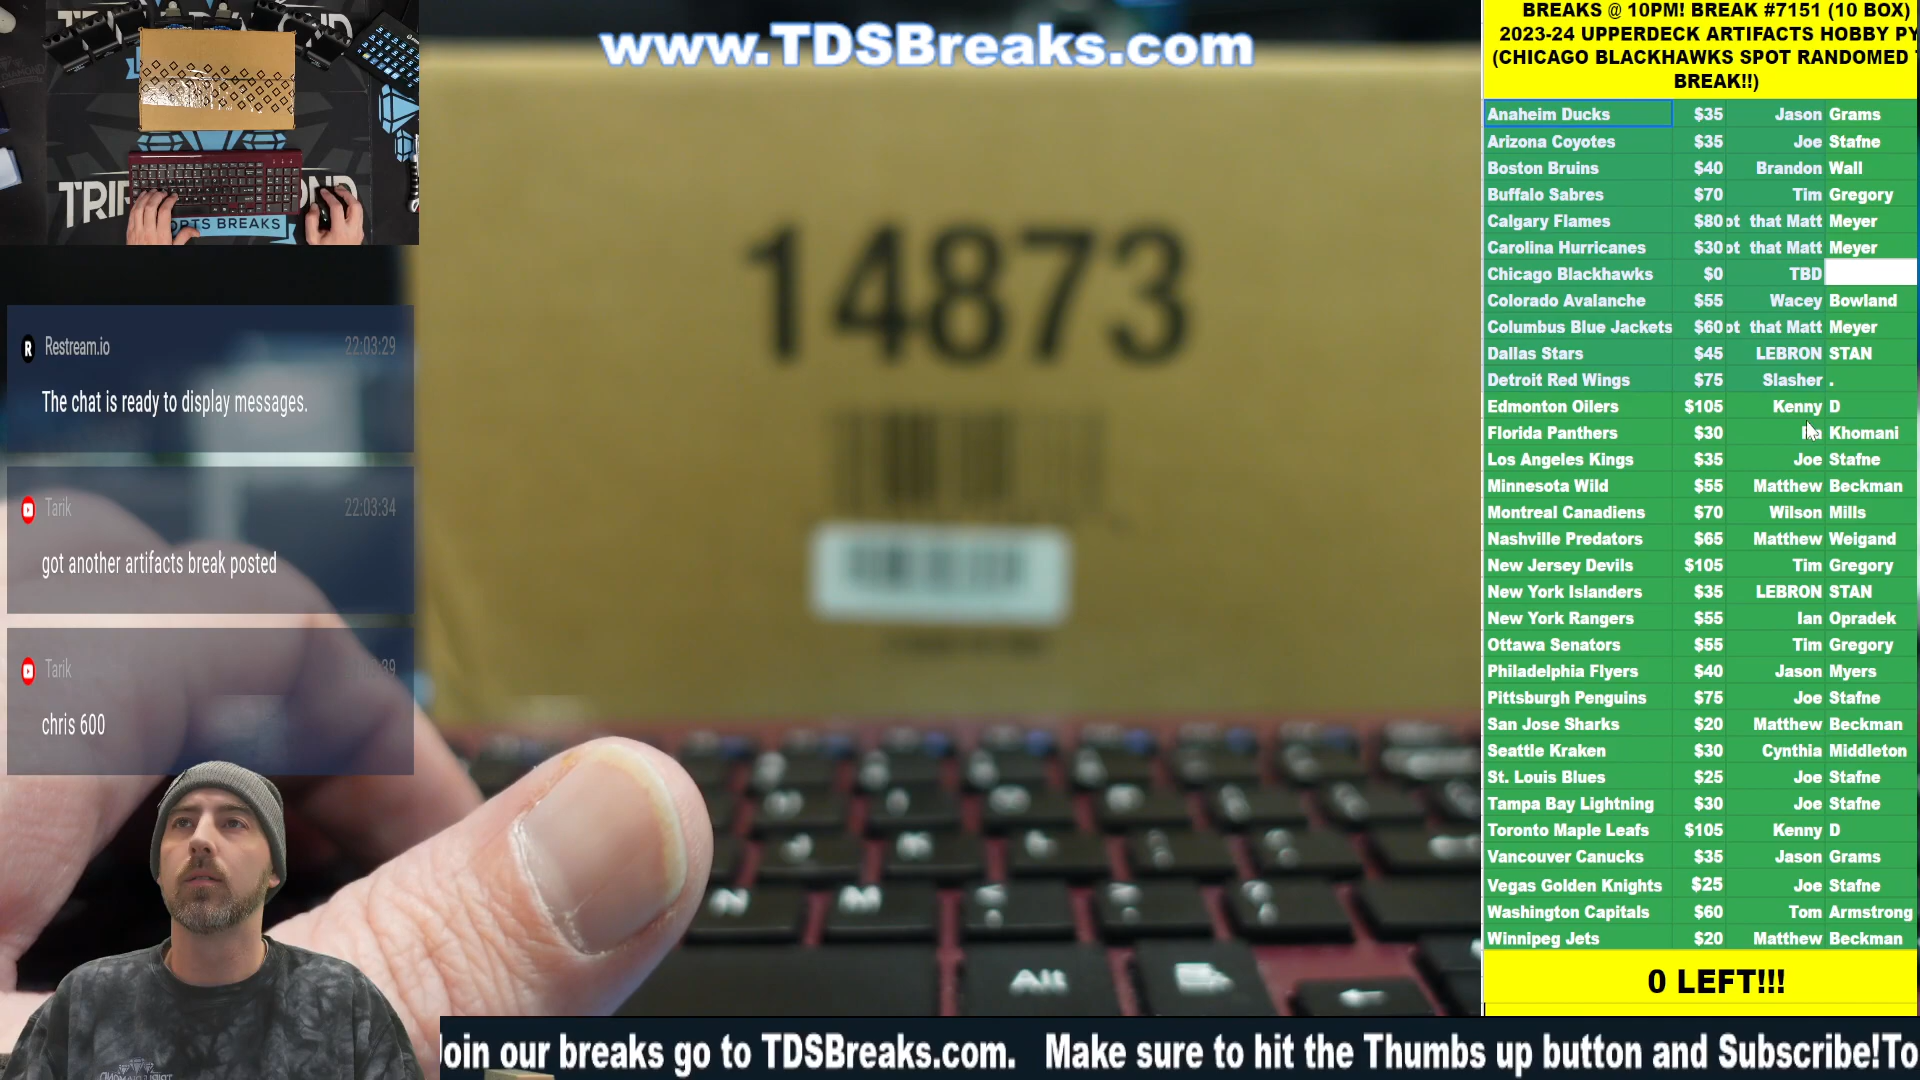 www.TDSBreaks.com
BREAKS @ 10PM! BREAK #7151 (10 BOX)
2023-24 UPPERDECK ARTIFACTS HOBBY PY
(CHICAGO BLACKHAWKS SPOT RANDOMED
BREAK!!)
Anaheim Ducks $35 Jason Grams
Arizona Coyotes $35 Joe Stafne
Boston Bruins $40 Brandon Wall
Buffalo Sabres $70 Tim Gregory
Calgary Flames $80 ot that Matt Meyer
Carolina Hurricanes $30 ot that Matt Meyer
Chicago Blackhawks $0 TBD
Colorado Avalanche $55 Wacey Bowland
Columbus Blue Jackets $60 ot that Matt Meyer
Dallas Stars $45 LEBRON STAN
Detroit Red Wings $75 Slasher .
Edmonton Oilers $105 Kenny D
Florida Panthers $30 Khomani
Los Angeles Kings $35 Joe Stafne
Minnesota Wild $55 Matthew Beckman
Montreal Canadiens $70 Wilson Mills
Nashville Predators $65 Matthew Weigand
New Jersey Devils $105 Tim Gregory
New York Islanders $35 LEBRON STAN
New York Rangers $55 Ian Opradek
Ottawa Senators $55 Tim Gregory
Philadelphia Flyers $40 Jason Myers
Pittsburgh Penguins $75 Joe Stafne
San Jose Sharks $20 Matthew Beckman
Seattle Kraken $30 Cynthia Middleton
St. Louis Blues $25 Joe Stafne
Tampa Bay Lightning $30 Joe Stafne
Toronto Maple Leafs $105 Kenny D
Vancouver Canucks $35 Jason Grams
Vegas Golden Knights $25 Joe Stafne
Washington Capitals $60 Tom Armstrong
Winnipeg Jets $20 Matthew Beckman
0 LEFT!!!
14873
Restream.io 22:03:29
The chat is ready to display messages.
Tarik 22:03:34
got another artifacts break posted
Tarik
chris 600
SPORTS BREAKS
N M
Alt
Join our breaks go to TDSBreaks.com. Make sure to hit the Thumbs up button and Subscribe!To